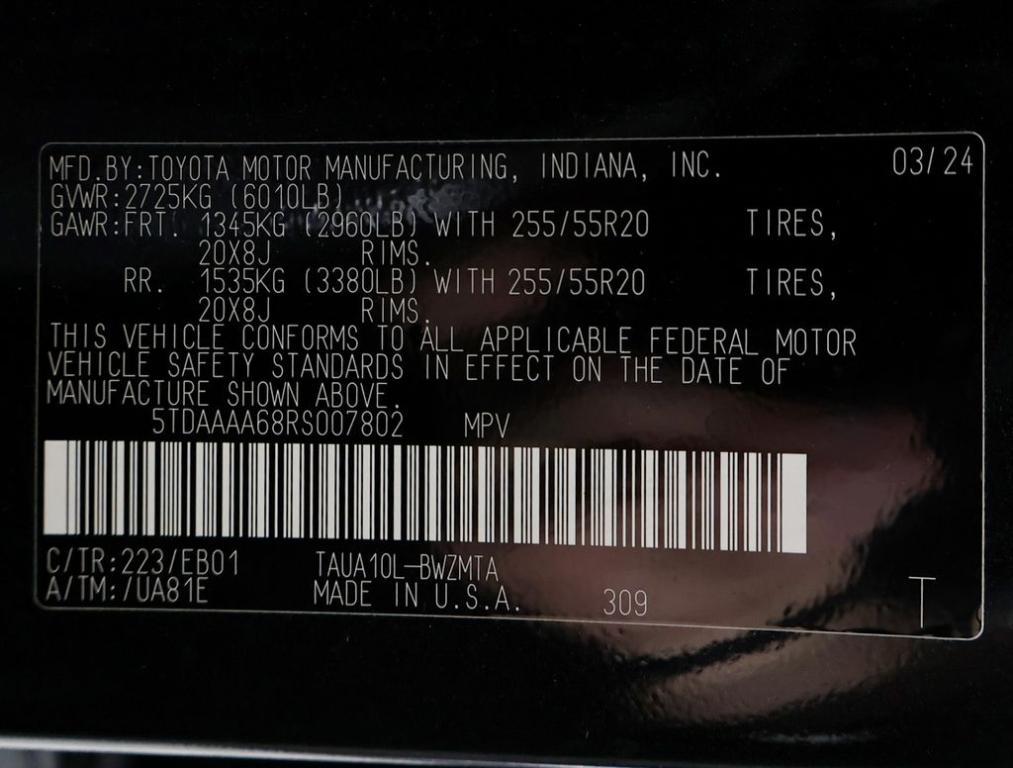 MFD.BY:TOYOTA MOTOR MANUFACTURING, INDIANA, INC. 03/24
GVWR:2725KG (6010LB)
GAWR:FRT. 1345KG (2960LB) WITH 255/55R20 TIRES,
20X8J RIMS.
RR. 1535KG (3380LB) WITH 255/55R20 TIRES,
20X8J RIMS.
THIS VEHICLE CONFORMS TO ALL APPLICABLE FEDERAL MOTOR
VEHICLE SAFETY STANDARDS IN EFFECT ON THE DATE OF
MANUFACTURE SHOWN ABOVE.
5TDAAAA68RS007802 MPV
C/TR:223/EB01 TAUA10L-BWZMTA
A/TM:7UA81E MADE IN U.S.A. 309 T